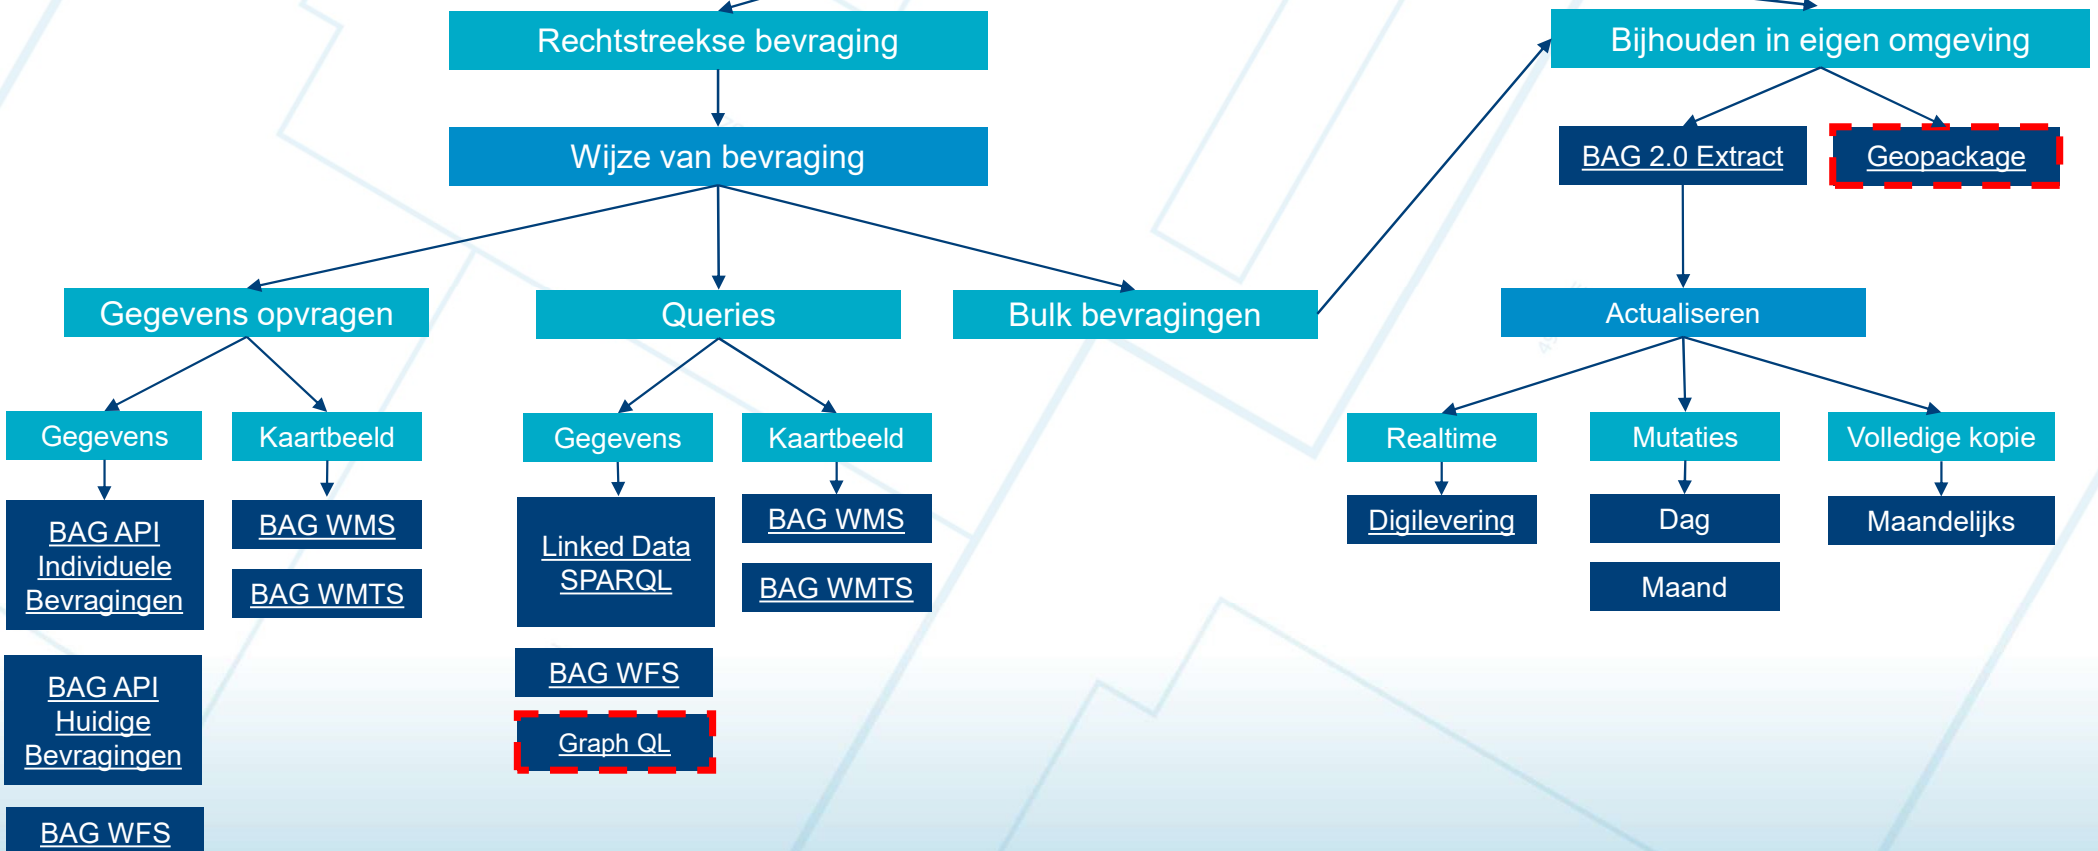 Rechtstreekse bevraging
Bijhouden in eigen omgeving
Wijze van bevraging
BAG 2.0 Extract
Geopackage
Gegevens opvragen
Queries
Bulk bevragingen
Actualiseren
Gegevens
Kaartbeeld
Gegevens
Kaartbeeld
Realtime
Mutaties
Volledige kopie
BAG API
Individuele
Bevragingen
BAG WMS
BAG WMTS
Linked Data
SPARQL
BAG WMS
BAG WMTS
Digilevering
Dag
Maandelijks
Maand
BAG API
Huidige
Bevragingen
BAG WFS
Graph QL
BAG WFS